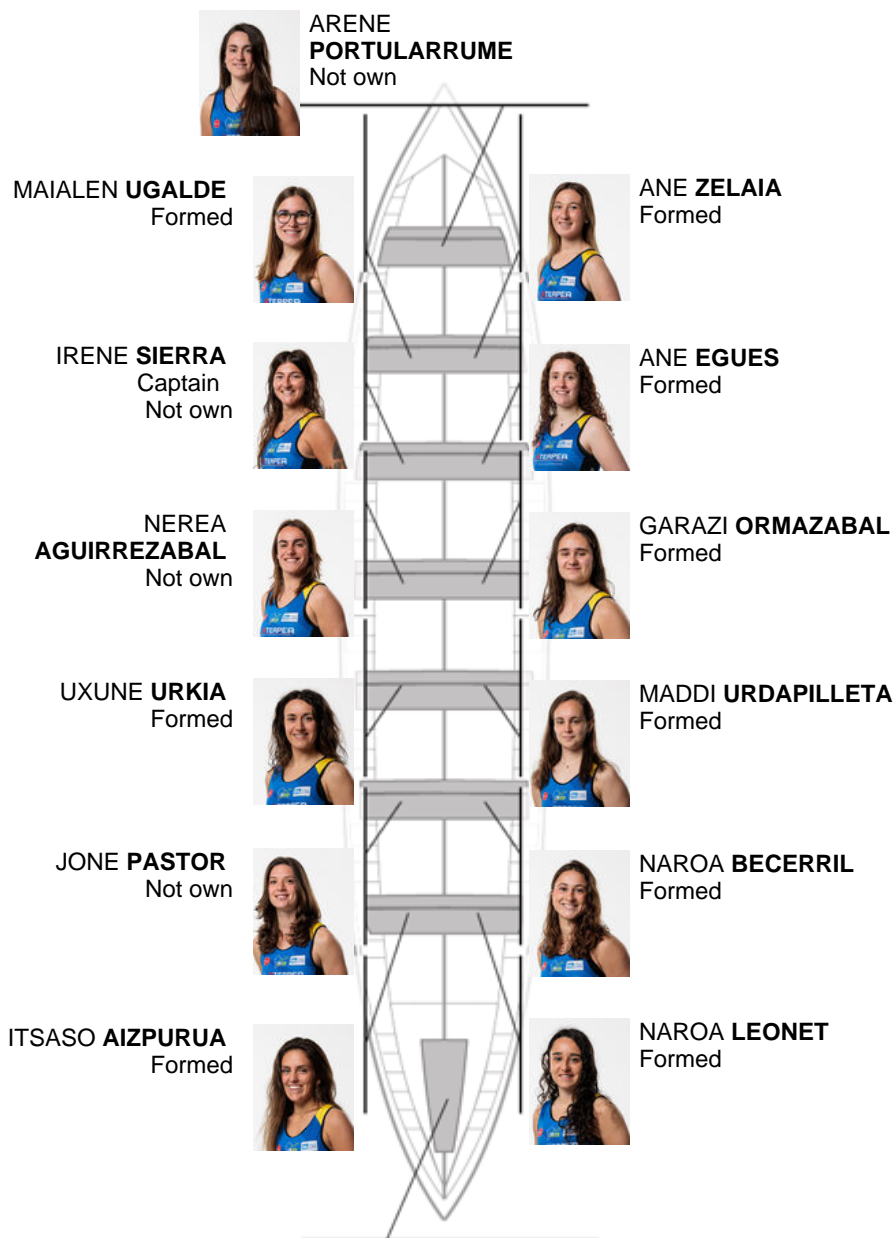 ARENE
PORTULARRUME
Not own
MAIALEN UGALDE
Formed
ANE ZELAIA
Formed
IRENE SIERRA
Captain
Not own
ANE EGUES
Formed
NEREA
AGUIRREZABAL
Not own
GARAZI ORMAZABAL
Formed
UXUNE URKIA
Formed
MADDI URDAPILLETA
Formed
JONE PASTOR
Not own
NAROA BECERRIL
Formed
ITSASO AIZPURUA
Formed
NAROA LEONET
Formed